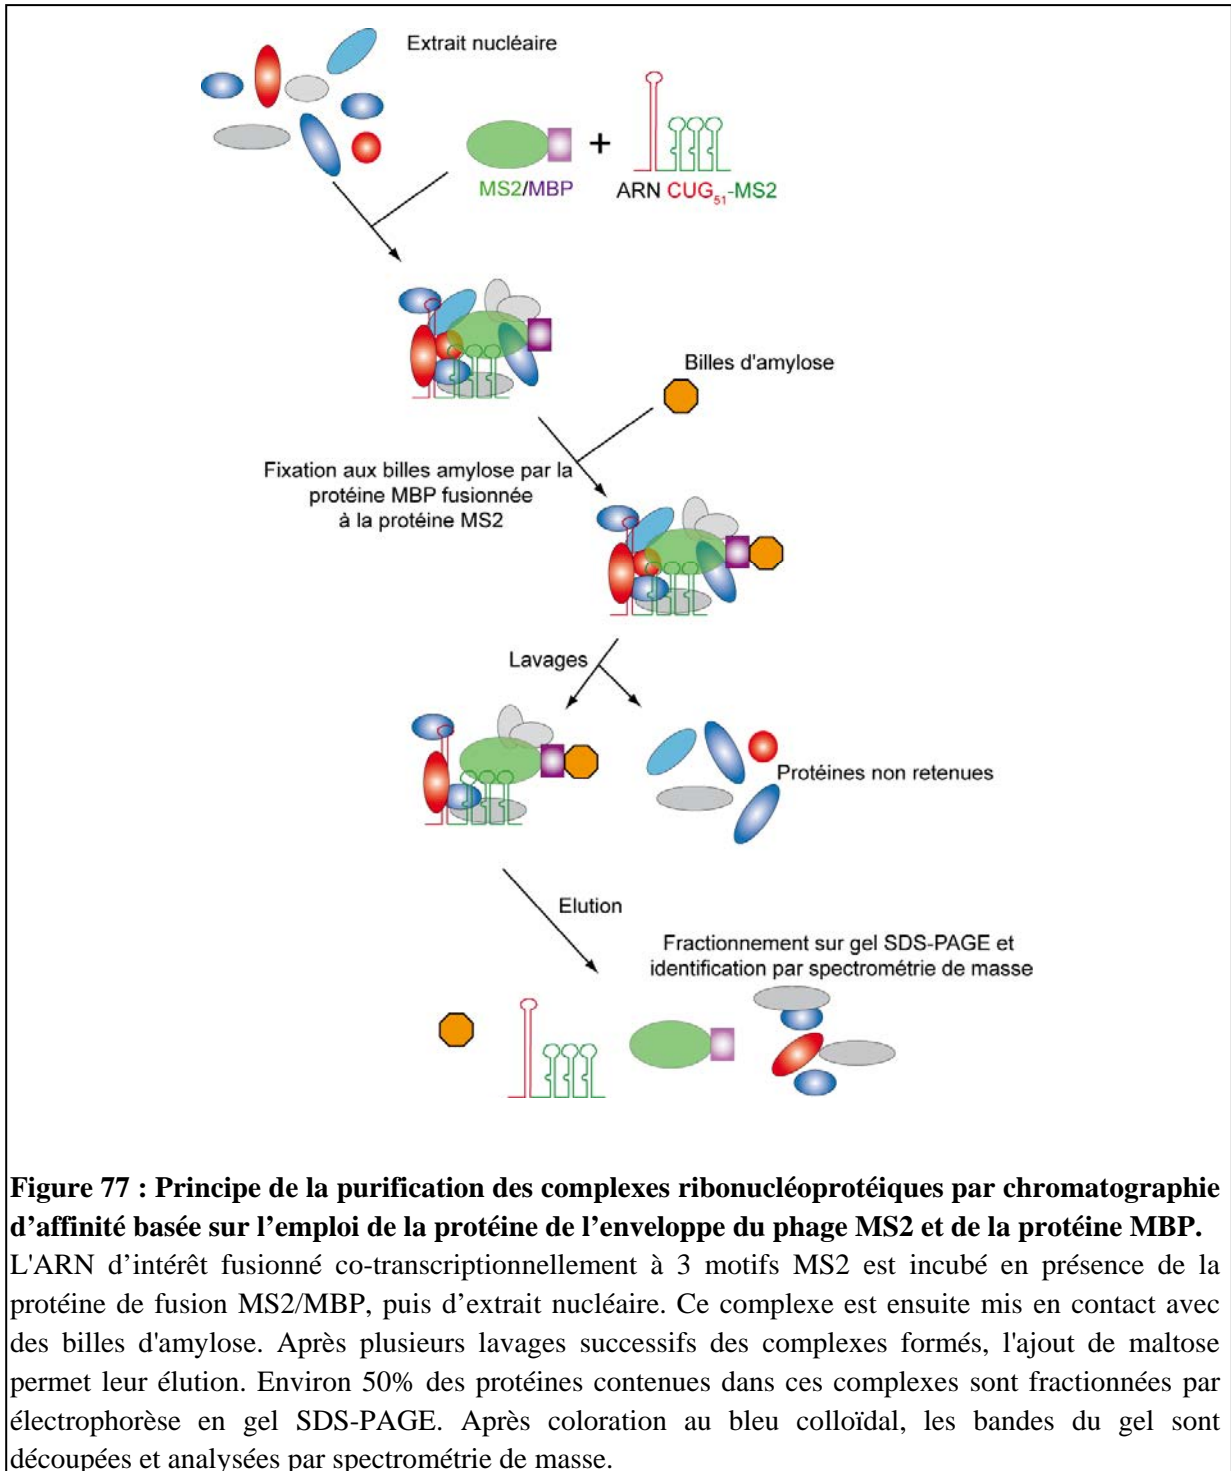 Extrait nucléaire
+
MS2/MBP
ARN CUG51-MS2
Billes d'amylose
Fixation aux billes amylose par la
protéine MBP fusionnée
à la protéine MS2
Lavages
Protéines non retenues
Elution
Fractionnement sur gel SDS-PAGE et
identification par spectrométrie de masse
Figure 77 : Principe de la purification des complexes ribonucléoprotéiques par chromatographie
d’affinité basée sur l’emploi de la protéine de l’enveloppe du phage MS2 et de la protéine MBP.
L'ARN d’intérêt fusionné co-transcriptionnellement à 3 motifs MS2 est incubé en présence de la
protéine de fusion MS2/MBP, puis d’extrait nucléaire. Ce complexe est ensuite mis en contact avec
des billes d'amylose. Après plusieurs lavages successifs des complexes formés, l'ajout de maltose
permet leur élution. Environ 50% des protéines contenues dans ces complexes sont fractionnées par
électrophorèse en gel SDS-PAGE. Après coloration au bleu colloïdal, les bandes du gel sont
découpées et analysées par spectrométrie de masse.